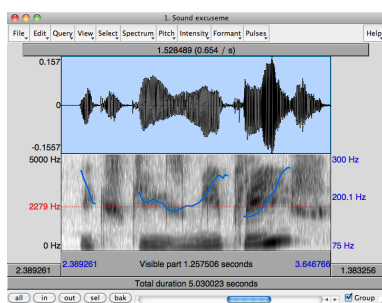 1. Sound excuseme
File Edit Query View Select Spectrum Pitch Intensity Formant Pulses Help
1.528489 (0.654 / s)
0.157
0
-0.1557
5000 Hz 300 Hz
2279 Hz 200.1 Hz
0 Hz 75 Hz
2.389261 2.389261 Visible part 1.257506 seconds 3.646766 1.383256
Total duration 5.030023 seconds
all in out sel bak Group